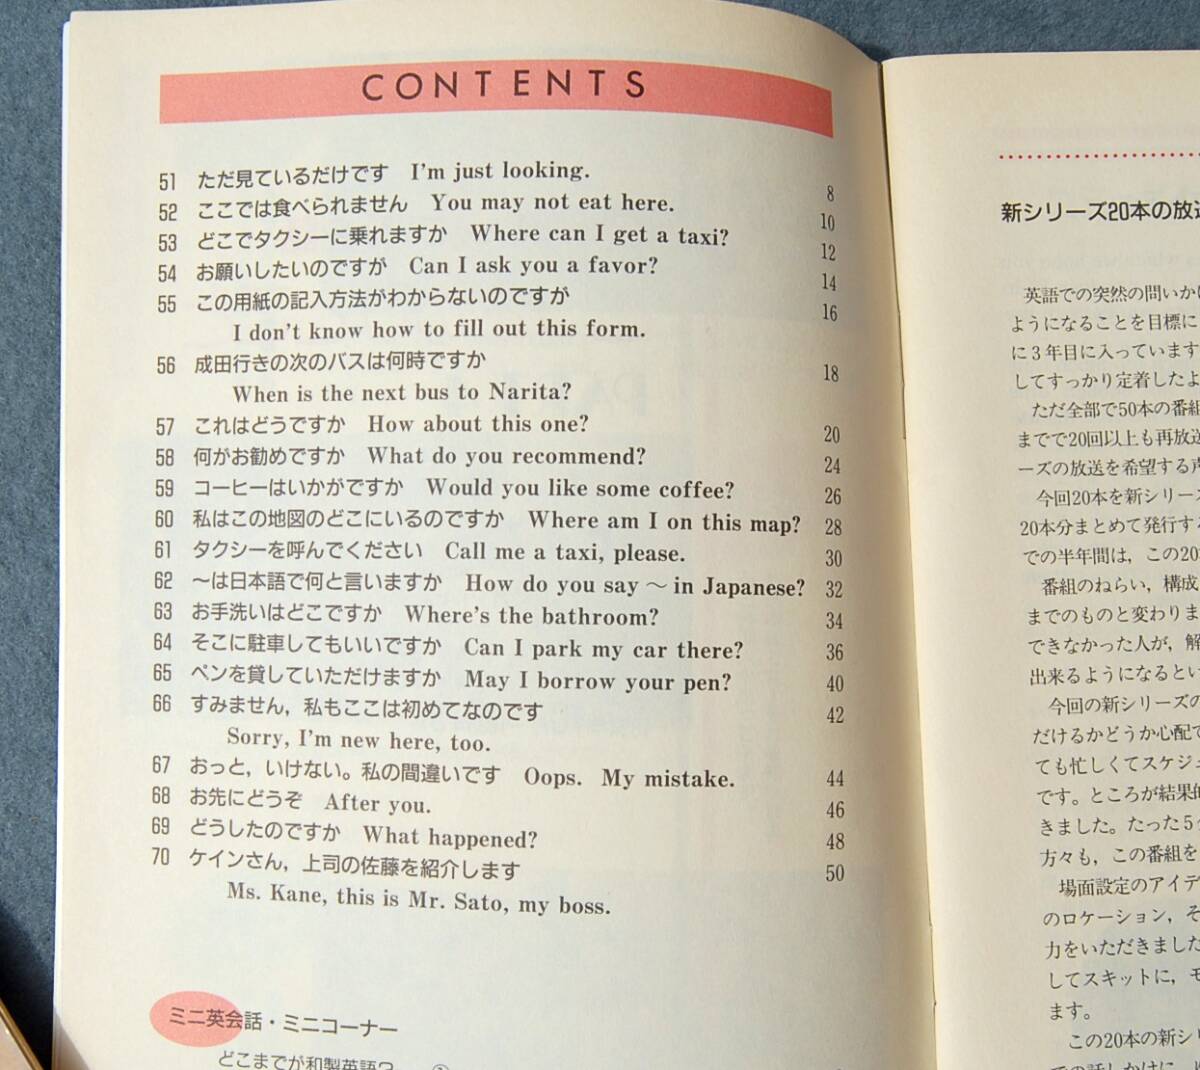 CONTENTS
51 ただ見ているだけです I'm just looking. 8
52 ここでは食べられません You may not eat here. 10
53 どこでタクシーに乗れますか Where can I get a taxi? 12
54 お願いしたいのですが Can I ask you a favor? 14
55 この用紙の記入方法がわからないのですが 16
I don't know how to fill out this form.
56 成田行きの次のバスは何時ですか 18
When is the next bus to Narita?
57 これはどうですか How about this one? 20
58 何がお勧めですか What do you recommend? 24
59 コーヒーはいかがですか Would you like some coffee? 26
60 私はこの地図のどこにいるのですか Where am I on this map? 28
61 タクシーを呼んでください Call me a taxi, please. 30
62 〜は日本語で何と言いますか How do you say 〜 in Japanese? 32
63 お手洗いはどこですか Where's the bathroom? 34
64 そこに駐車してもいいですか Can I park my car there? 36
65 ペンを貸していただけますか May I borrow your pen? 40
66 すみません，私もここは初めてなのです 42
Sorry, I'm new here, too.
67 おっと，いけない。私の間違いです Oops. My mistake. 44
68 お先にどうぞ After you. 46
69 どうしたのですか What happened? 48
70 ケインさん，上司の佐藤を紹介します 50
Ms. Kane, this is Mr. Sato, my boss.
ミニ英会話・ミニコーナー
どこまでが和製英語?
新シリーズ20本の放送
英語での突然の問いか
ようになることを目標に
に3年目に入っています
してすっかり定着したよ
ただ全部で50本の番組
までで20回以上も再放送
ーズの放送を希望する声
今回20本を新シリーズ
20本分まとめて発行する
での半年間は，この20
番組のねらい，構成
までのものと変わりま
できなかった人が，解
出来るようになるとい
今回の新シリーズの
だけるかどうか心配で
ても忙しくてスケジュ
です。ところが結果的
きました。たった5分
方々も，この番組を
場面設定のアイデ
のロケーション，そ
力をいただきました
してスキットに，モ
ます。
この20本の新シリ
での話しかけに，